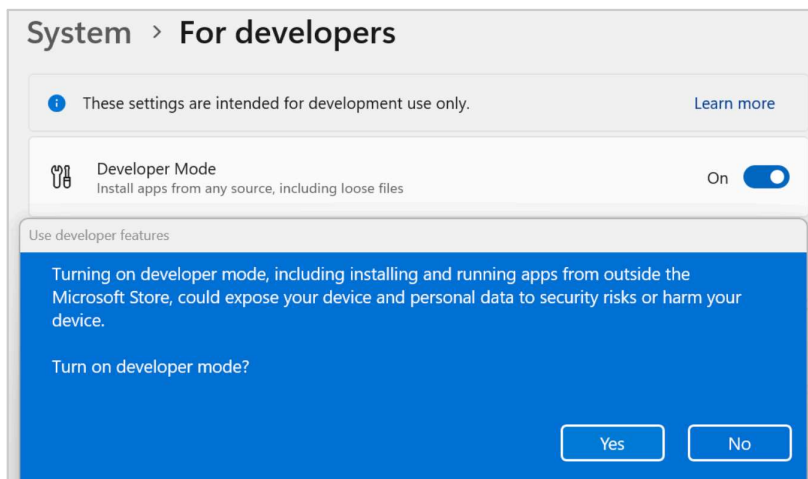 System > For developers
These settings are intended for development use only. Learn more
Developer Mode
Install apps from any source, including loose files
On
Use developer features
Turning on developer mode, including installing and running apps from outside the
Microsoft Store, could expose your device and personal data to security risks or harm your
device.
Turn on developer mode?
Yes No